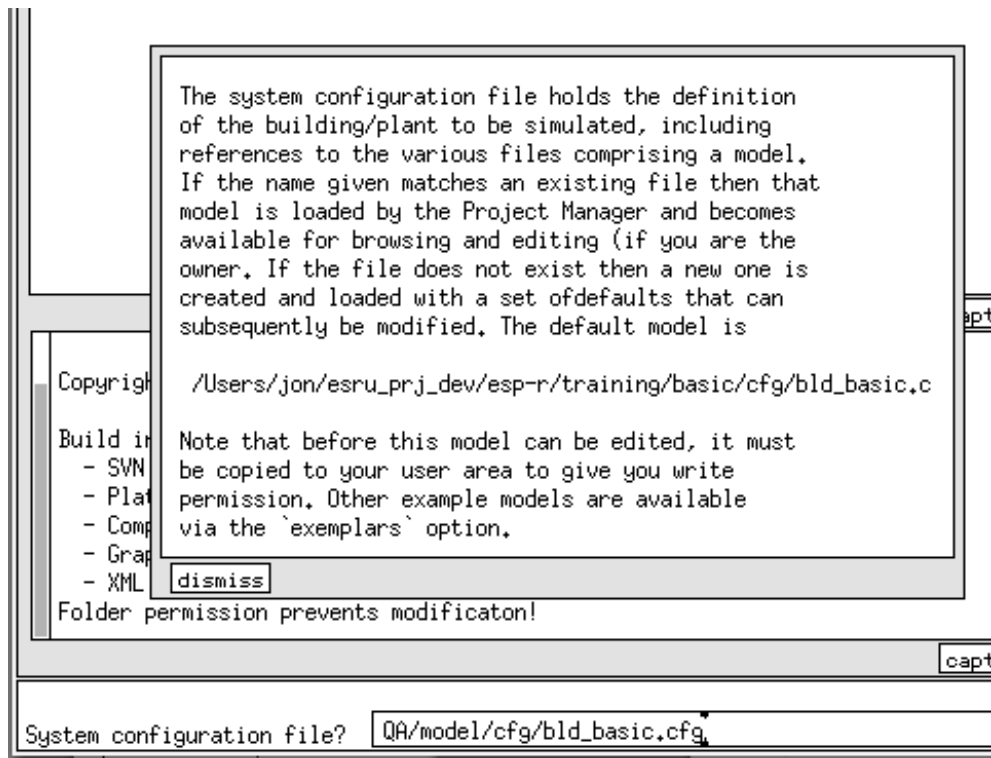 The system configuration file holds the definition
of the building/plant to be simulated, including
references to the various files comprising a model.
If the name given matches an existing file then that
model is loaded by the Project Manager and becomes
available for browsing and editing (if you are the
owner. If the file does not exist then a new one is
created and loaded with a set ofdefaults that can
subsequently be modified. The default model is
/Users/jon/esru_prj_dev/esp-r/training/basic/cfg/bld_basic.c
Note that before this model can be edited, it must
be copied to your user area to give you write
permission. Other example models are available
via the `exemplars` option.
dismiss
Copyrigh
Build in
- SVN
- Plat
- Comp
- Grap
- XML
Folder permission prevents modificaton!
capt
System configuration file? QA/model/cfg/bld_basic.cfg